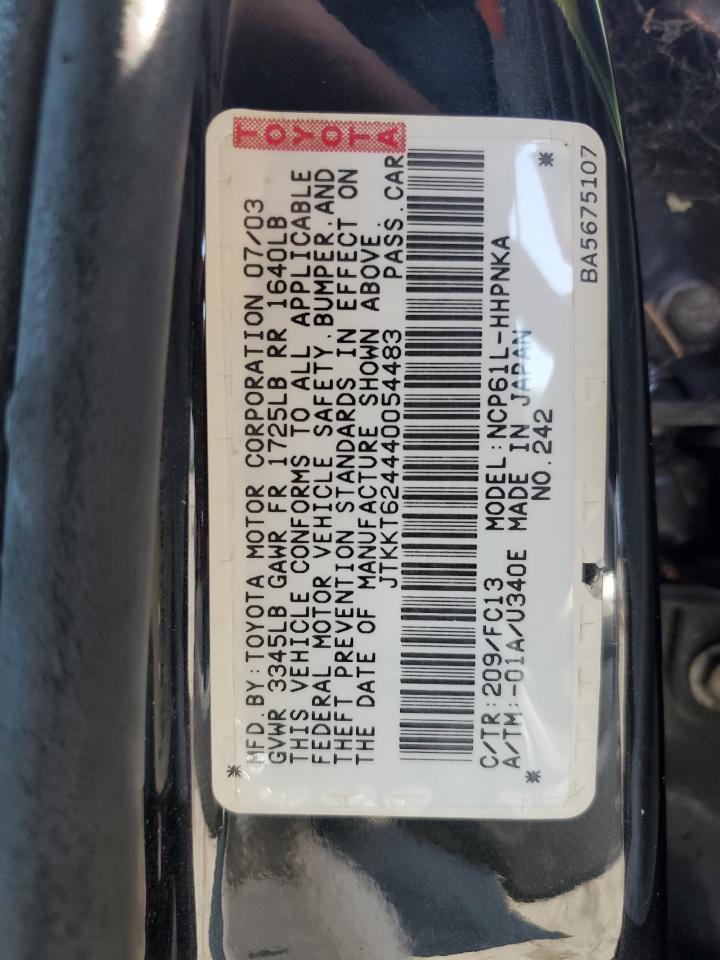 TOYOTA
*MFD.BY:TOYOTA MOTOR CORPORATION 07/03
GVWR 3345LB GAWR FR 1725LB RR 1640LB
THIS VEHICLE CONFORMS TO ALL APPLICABLE
FEDERAL MOTOR VEHICLE SAFETY,BUMPER,AND
THEFT PREVENTION STANDARDS IN EFFECT ON
THE DATE OF MANUFACTURE SHOWN ABOVE.
JTKKT624440054483 PASS.CAR
C/TR:209/FC13 MODEL:NCP61L-HHPNKA
A/TM:-01A/U340E MADE IN JAPAN
* NO.242 *
BA5675107